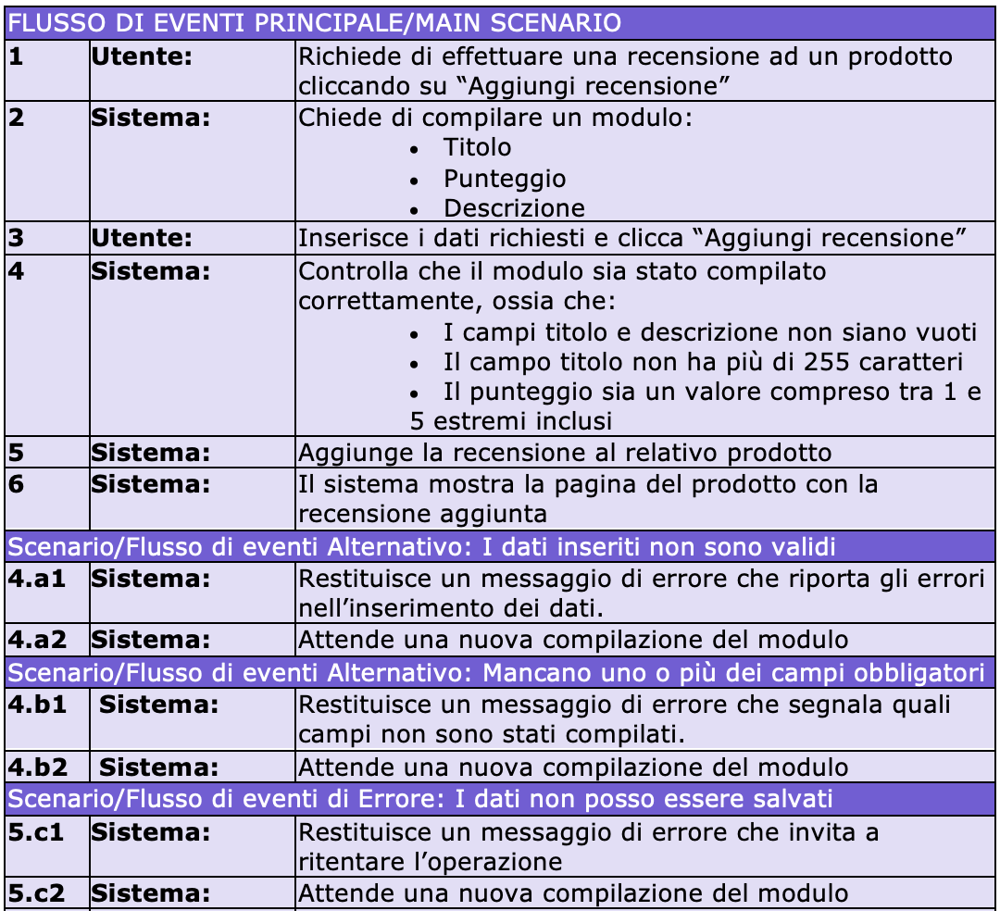 FLUSSO DI EVENTI PRINCIPALE/MAIN SCENARIO
1 Utente: Richiede di effettuare una recensione ad un prodotto
cliccando su “Aggiungi recensione”
2 Sistema: Chiede di compilare un modulo:
• Titolo
• Punteggio
• Descrizione
3 Utente: Inserisce i dati richiesti e clicca “Aggiungi recensione”
4 Sistema: Controlla che il modulo sia stato compilato
correttamente, ossia che:
• I campi titolo e descrizione non siano vuoti
• Il campo titolo non ha più di 255 caratteri
• Il punteggio sia un valore compreso tra 1 e
5 estremi inclusi
5 Sistema: Aggiunge la recensione al relativo prodotto
6 Sistema: Il sistema mostra la pagina del prodotto con la
recensione aggiunta
Scenario/Flusso di eventi Alternativo: I dati inseriti non sono validi
4.a1 Sistema: Restituisce un messaggio di errore che riporta gli errori
nell’inserimento dei dati.
4.a2 Sistema: Attende una nuova compilazione del modulo
Scenario/Flusso di eventi Alternativo: Mancano uno o più dei campi obbligatori
4.b1 Sistema: Restituisce un messaggio di errore che segnala quali
campi non sono stati compilati.
4.b2 Sistema: Attende una nuova compilazione del modulo
Scenario/Flusso di eventi di Errore: I dati non posso essere salvati
5.c1 Sistema: Restituisce un messaggio di errore che invita a
ritentare l’operazione
5.c2 Sistema: Attende una nuova compilazione del modulo